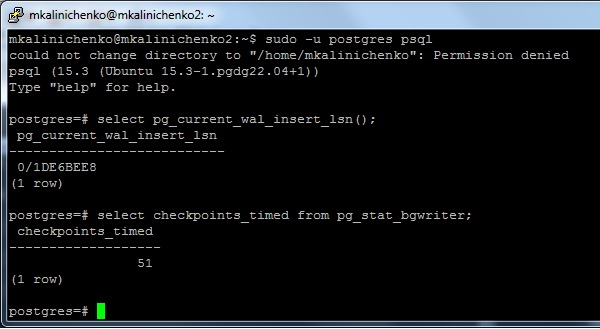 mkalinichenko@mkalinichenko2: ~
mkalinichenko@mkalinichenko2:~$ sudo -u postgres psql
could not change directory to "/home/mkalinichenko": Permission denied
psql (15.3 (Ubuntu 15.3-1.pgdg22.04+1))
Type "help" for help.
postgres=# select pg_current_wal_insert_lsn();
pg_current_wal_insert_lsn
---------------------------
0/1DE6BEE8
(1 row)
postgres=# select checkpoints_timed from pg_stat_bgwriter;
checkpoints_timed
-------------------
51
(1 row)
postgres=#